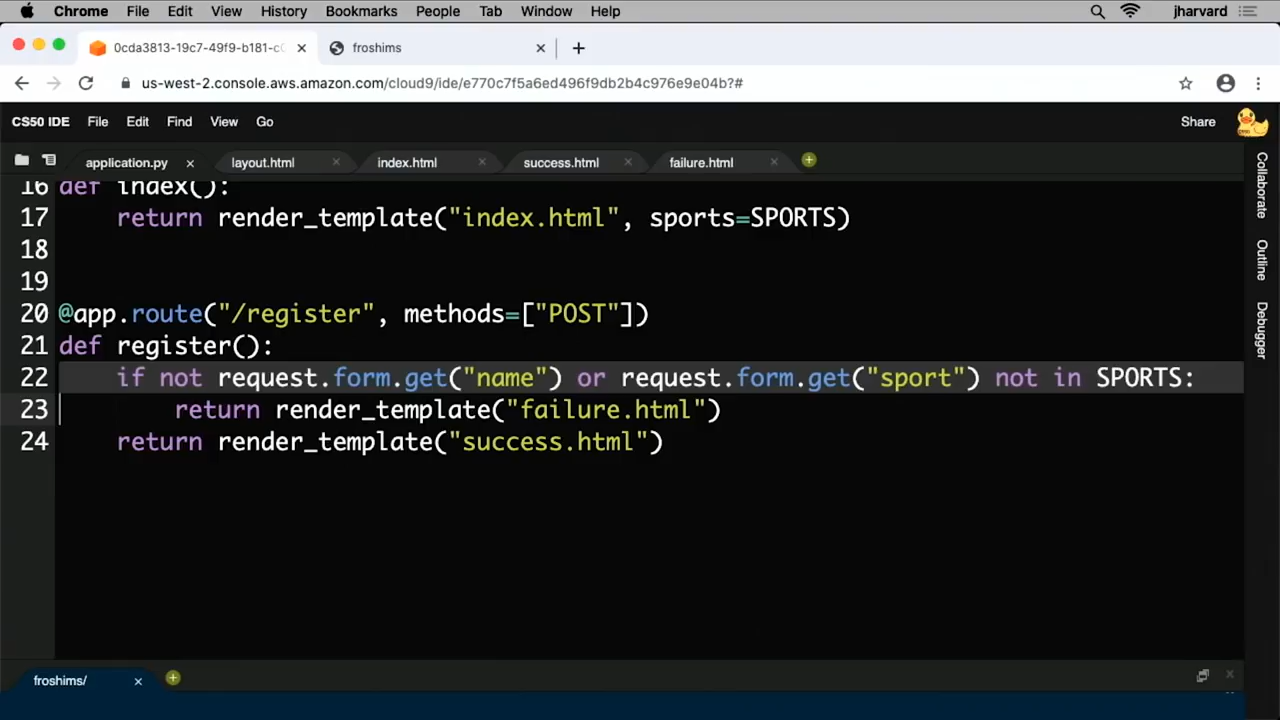 Chrome File Edit View History Bookmarks People Tab Window Help jharvard
0cda3813-19c7-49f9-b181-c froshims
us-west-2.console.aws.amazon.com/cloud9/ide/e770c7f5a6ed496f9db2b4c976e9e04b?#
CS50 IDE File Edit Find View Go Share
application.py layout.html index.html success.html failure.html
16 def index():
17 return render_template("index.html", sports=SPORTS)
18
19
20 @app.route("/register", methods=["POST"])
21 def register():
22 if not request.form.get("name") or request.form.get("sport") not in SPORTS:
23 return render_template("failure.html")
24 return render_template("success.html")
Collaborate
Outline
Debugger
froshims/